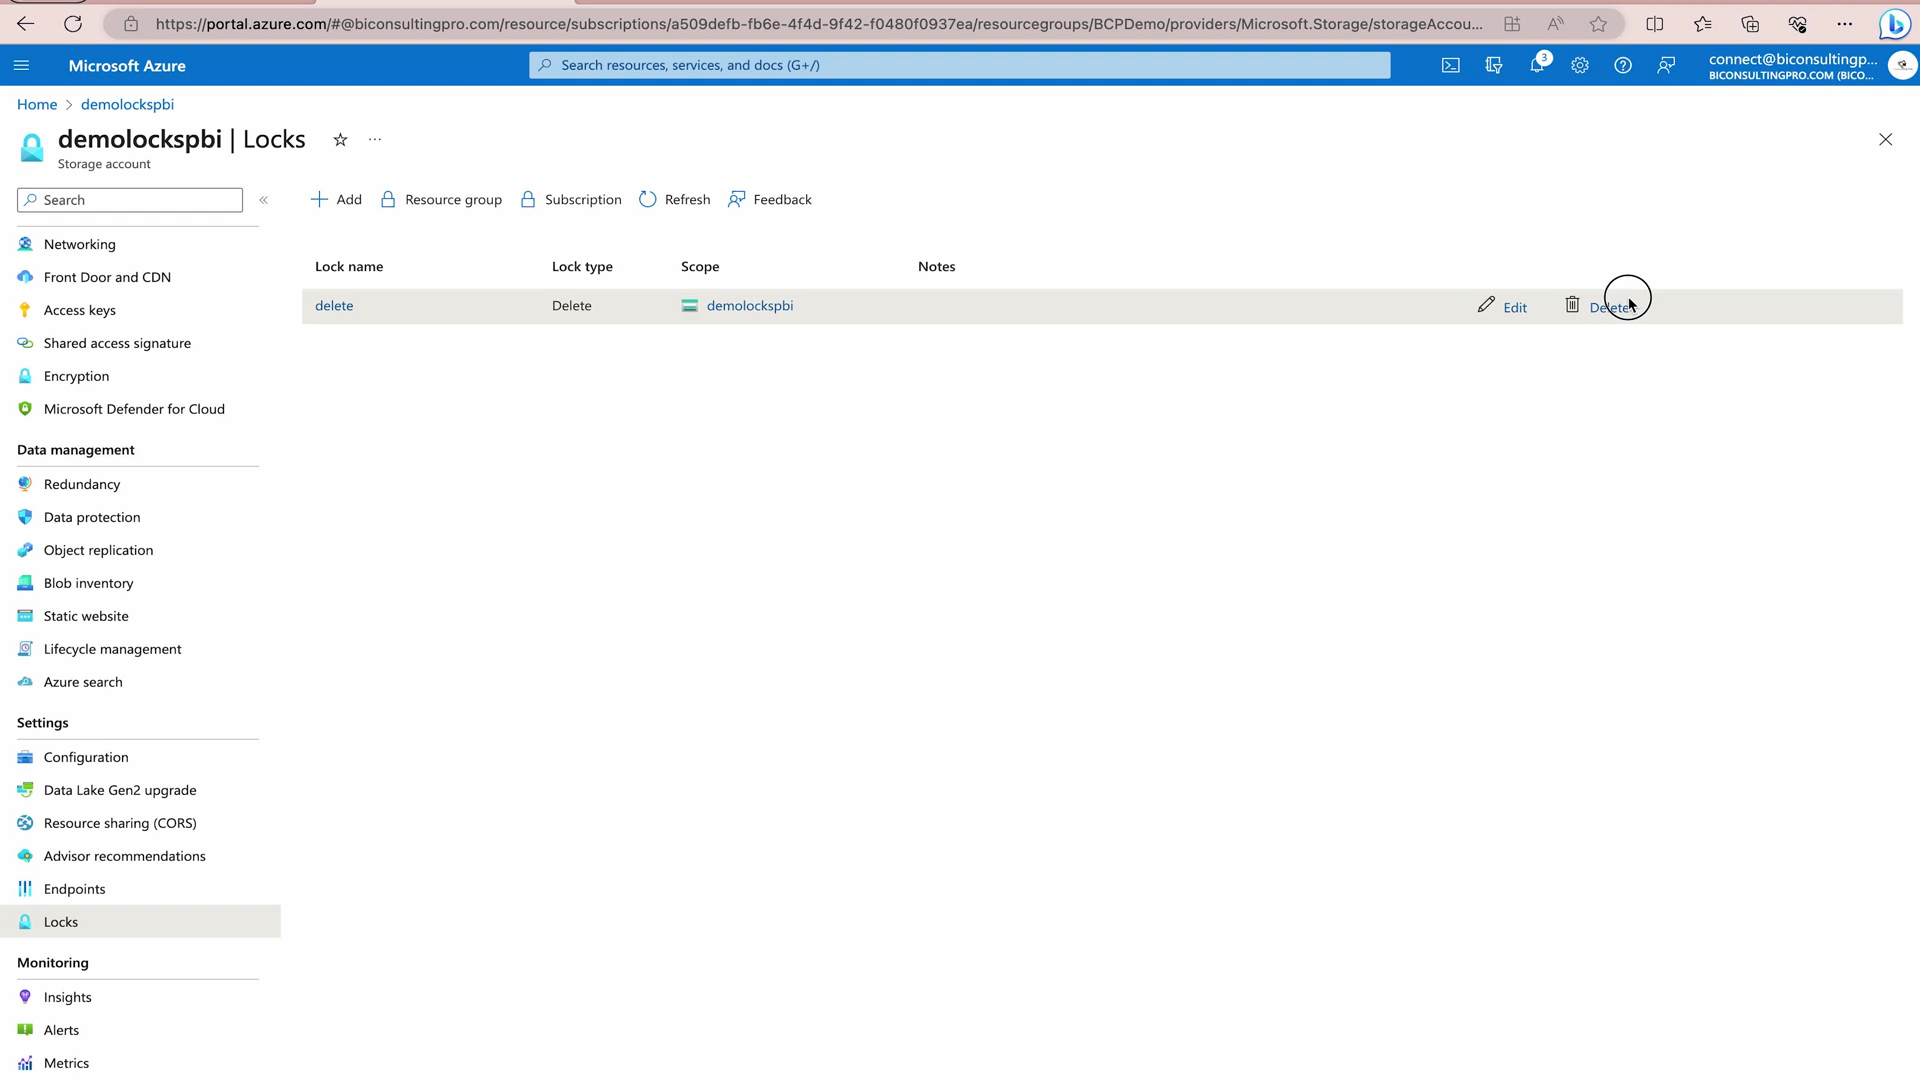 https://portal.azure.com/#@biconsultingpro.com/resource/subscriptions/a509defb-fb6e-4f4d-9f42-f0480f0937ea/resourcegroups/BCPDemo/providers/Microsoft.Storage/storageAccou...
Microsoft Azure
Search resources, services, and docs (G+/)
3
connect@biconsultingp...
BICONSULTINGPRO.COM (BICO...
Home > demolockspbi
demolockspbi | Locks
Storage account
Search
Add
Resource group
Subscription
Refresh
Feedback
Lock name
Lock type
Scope
Notes
delete
Delete
demolockspbi
Edit
Delete
Networking
Front Door and CDN
Access keys
Shared access signature
Encryption
Microsoft Defender for Cloud
Data management
Redundancy
Data protection
Object replication
Blob inventory
Static website
Lifecycle management
Azure search
Settings
Configuration
Data Lake Gen2 upgrade
Resource sharing (CORS)
Advisor recommendations
Endpoints
Locks
Monitoring
Insights
Alerts
Metrics